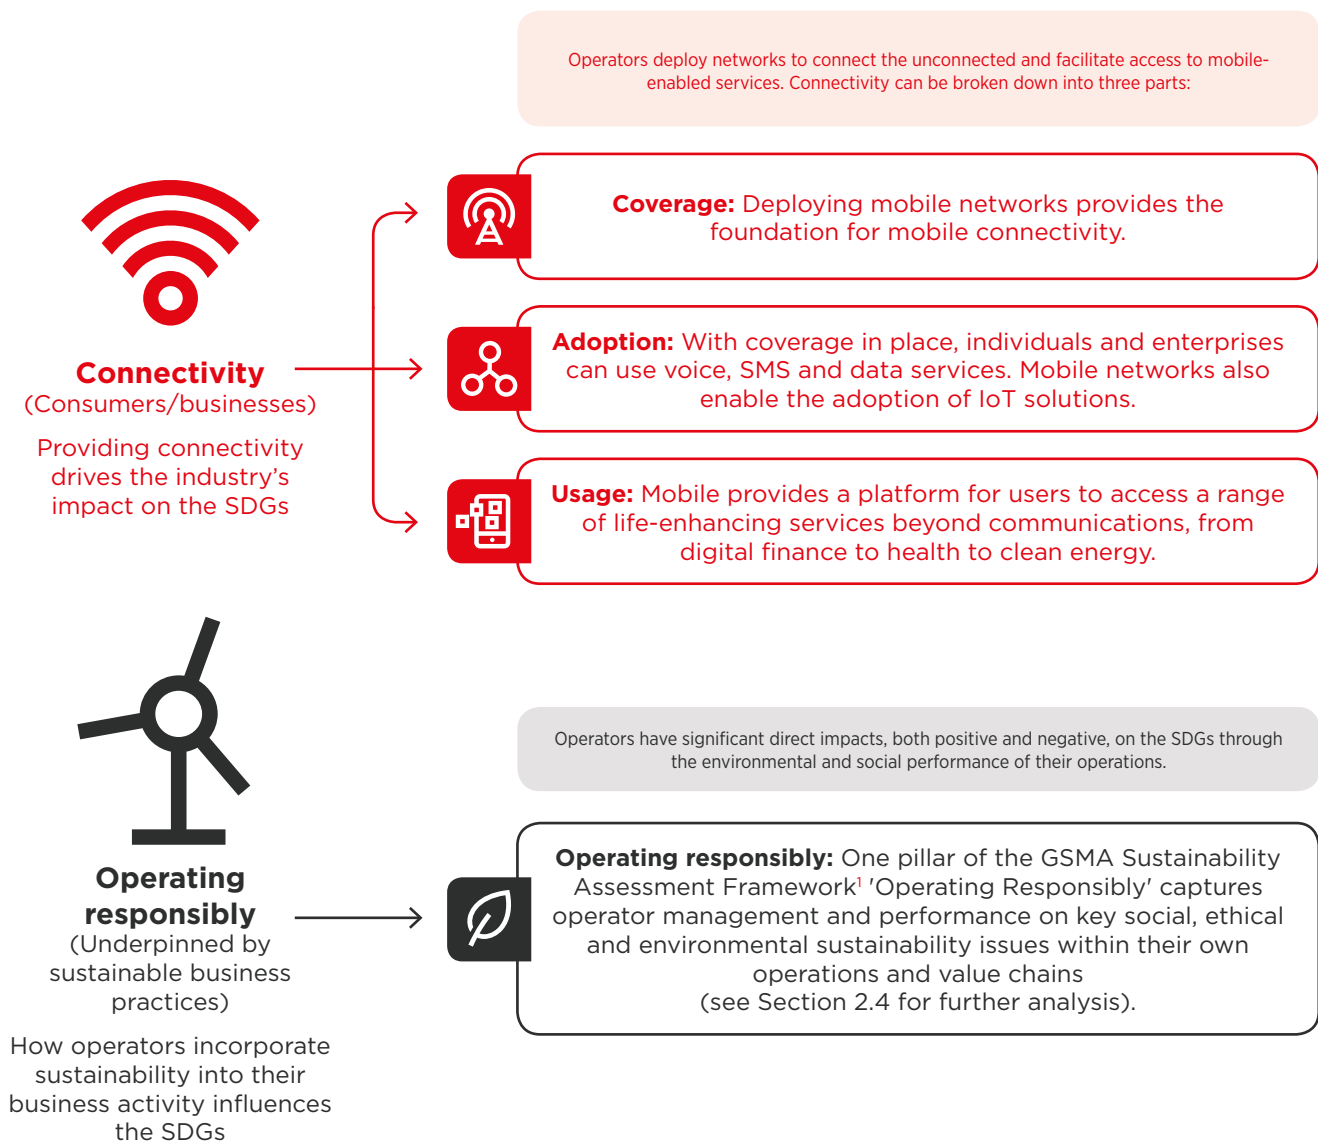 Operators deploy networks to connect the unconnected and facilitate access to mobile-
enabled services. Connectivity can be broken down into three parts:
Connectivity
(Consumers/businesses)
Providing connectivity
drives the industry’s
impact on the SDGs
Coverage: Deploying mobile networks provides the
foundation for mobile connectivity.
Adoption: With coverage in place, individuals and enterprises
can use voice, SMS and data services. Mobile networks also
enable the adoption of IoT solutions.
Usage: Mobile provides a platform for users to access a range
of life-enhancing services beyond communications, from
digital finance to health to clean energy.
Operators have significant direct impacts, both positive and negative, on the SDGs through
the environmental and social performance of their operations.
Operating
responsibly
(Underpinned by
sustainable business
practices)
How operators incorporate
sustainability into their
business activity influences
the SDGs
Operating responsibly: One pillar of the GSMA Sustainability
Assessment Framework¹ 'Operating Responsibly' captures
operator management and performance on key social, ethical
and environmental sustainability issues within their own
operations and value chains
(see Section 2.4 for further analysis).